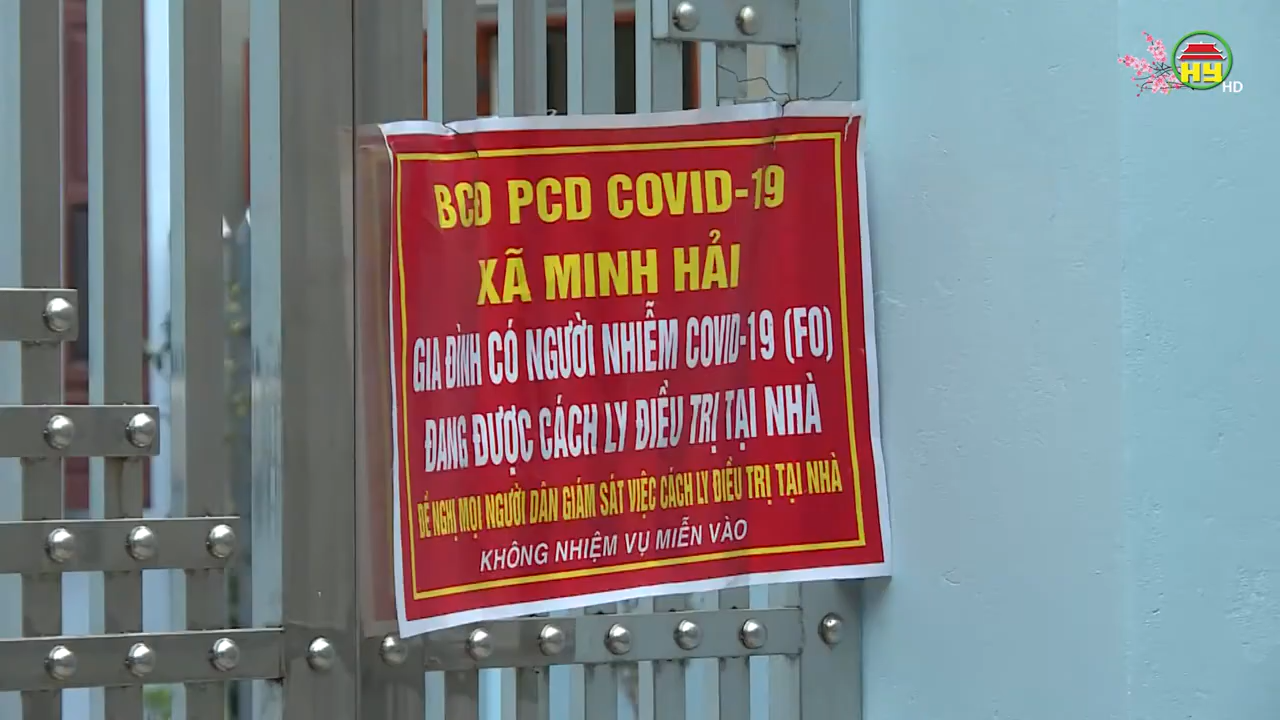 HY
HD
BCĐ PCD COVID-19
XÃ MINH HẢI
GIA ĐÌNH CÓ NGƯỜI NHIỄM COVID-19 (F0)
ĐANG ĐƯỢC CÁCH LY ĐIỀU TRỊ TẠI NHÀ
ĐỀ NGHỊ MỌI NGƯỜI DÂN GIÁM SÁT VIỆC CÁCH LY ĐIỀU TRỊ TẠI NHÀ
KHÔNG NHIỆM VỤ MIỄN VÀO